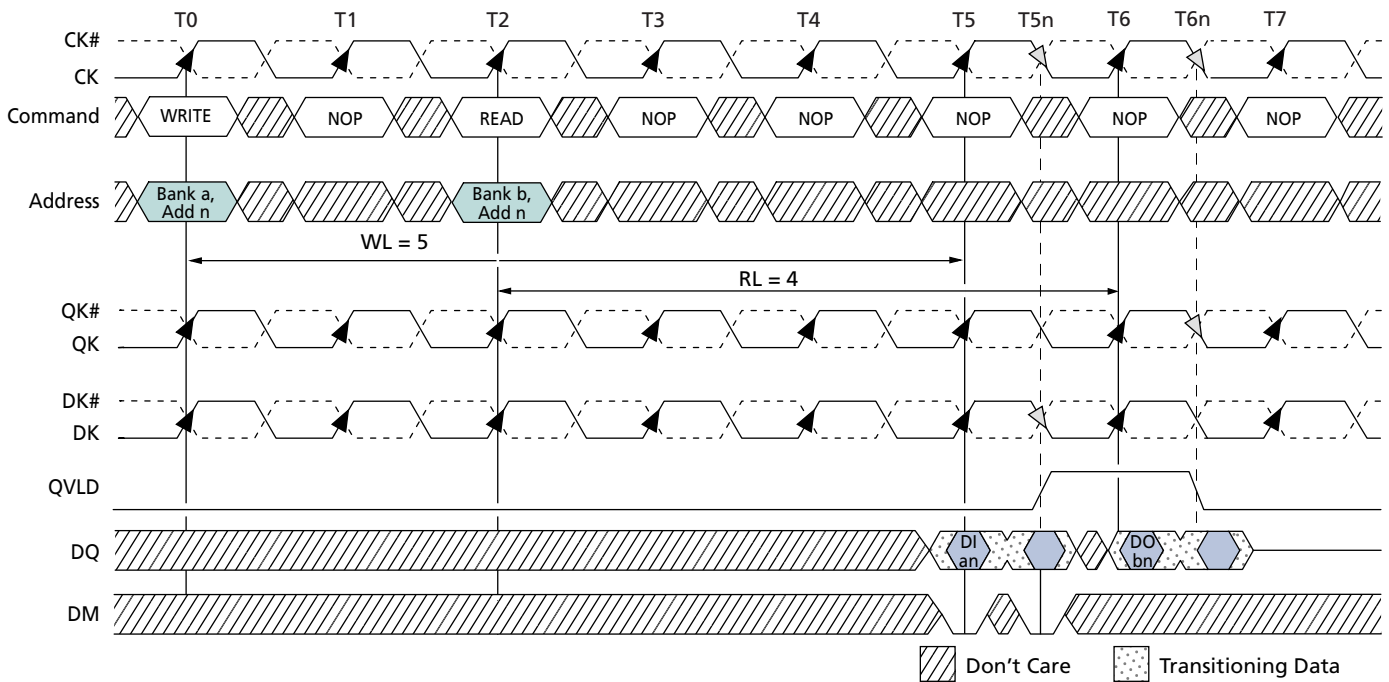 T0 T1 T2 T3 T4 T5 T5n T6 T6n T7
CK#
CK
Command WRITE NOP READ NOP NOP NOP NOP NOP
Address Bank a, Add n Bank b, Add n
WL = 5
RL = 4
QK#
QK
DK#
DK
QVLD
DQ DI an DO bn
DM
Don't Care Transitioning Data